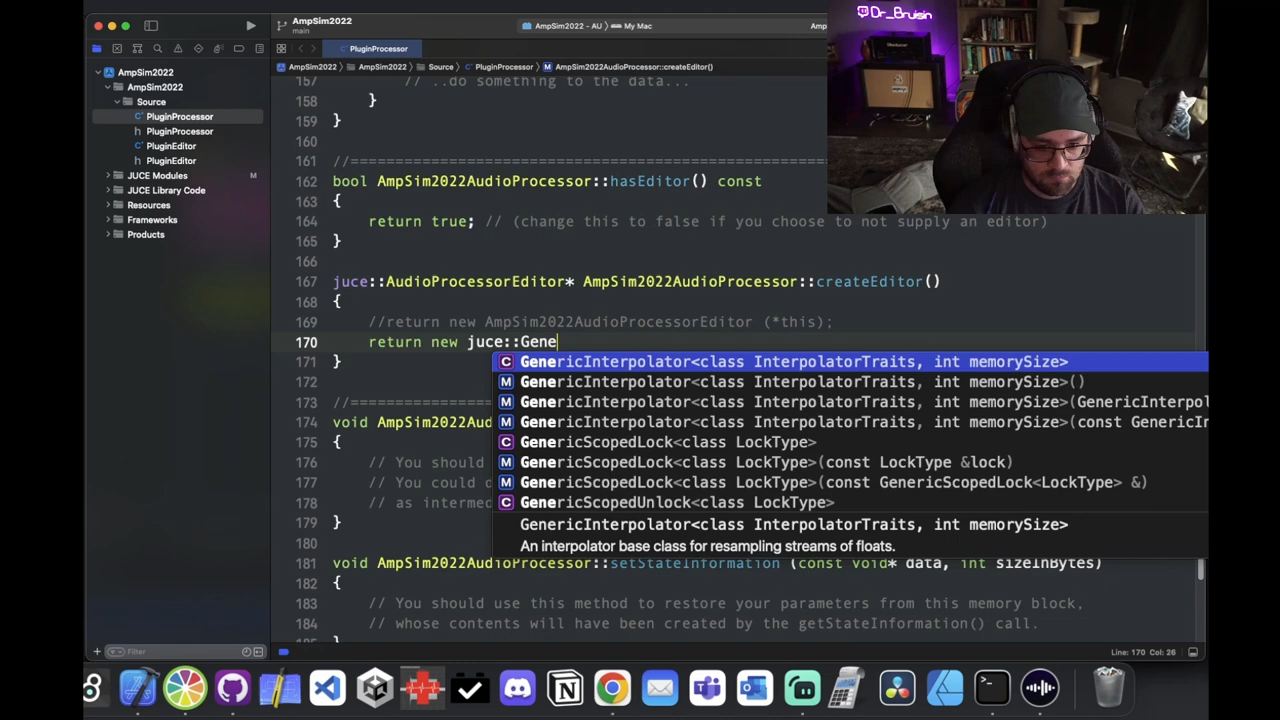 Dr_Bruisin
AmpSim2022
main
AmpSim2022 - AU
My Mac
Amp
PluginProcessor
AmpSim2022
AmpSim2022
Source
PluginProcessor
AmpSim2022AudioProcessor::createEditor()
AmpSim2022
AmpSim2022
Source
PluginProcessor
PluginProcessor
PluginEditor
PluginEditor
JUCE Modules M
JUCE Library Code
Resources
Frameworks
Products
157 // ..do something to the data...
158 }
159 }
160
161 //====================================================
162 bool AmpSim2022AudioProcessor::hasEditor() const
163 {
164 return true; // (change this to false if you choose to not supply an editor)
165 }
166
167 juce::AudioProcessorEditor* AmpSim2022AudioProcessor::createEditor()
168 {
169 //return new AmpSim2022AudioProcessorEditor (*this);
170 return new juce::Gene
171 }
172
173 //===============
174 void AmpSim2022Aud
175 {
176 // You should
177 // You could d
178 // as intermed
179 }
180
181 void AmpSim2022AudioProcessor::setStateInformation (const void* data, int sizeInBytes)
182 {
183 // You should use this method to restore your parameters from this memory block,
184 // whose contents will have been created by the getStateInformation() call.
185 }
C GenericInterpolator<class InterpolatorTraits, int memorySize>
M GenericInterpolator<class InterpolatorTraits, int memorySize>()
M GenericInterpolator<class InterpolatorTraits, int memorySize>(GenericInterpol
M GenericInterpolator<class InterpolatorTraits, int memorySize>(const GenericIn
C GenericScopedLock<class LockType>
M GenericScopedLock<class LockType>(const LockType &lock)
M GenericScopedLock<class LockType>(const GenericScopedLock<LockType> &)
C GenericScopedUnlock<class LockType>
GenericInterpolator<class InterpolatorTraits, int memorySize>
An interpolator base class for resampling streams of floats.
Filter
Line: 170 Col: 26